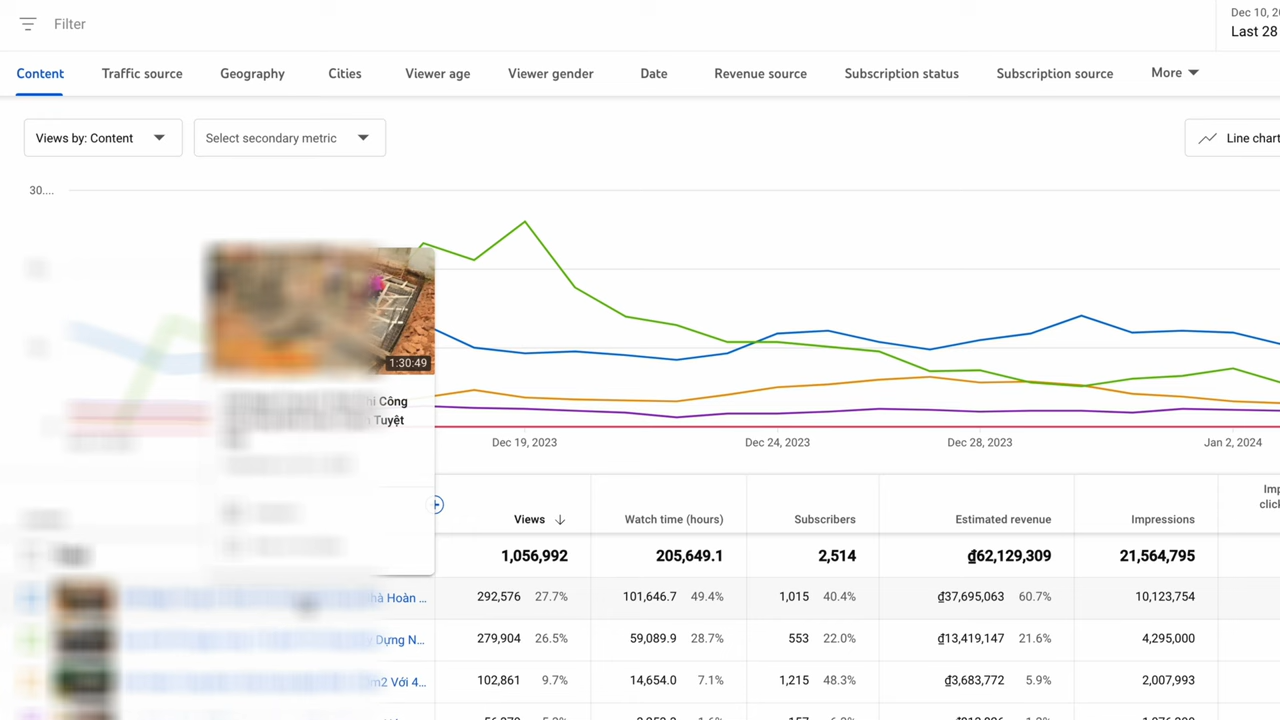 Filter
Dec 10, 20
Last 28
Content Traffic source Geography Cities Viewer age Viewer gender Date Revenue source Subscription status Subscription source More
Views by: Content Select secondary metric Line chart
30....
1:30:49
hi Công
Tuyệt
Dec 19, 2023 Dec 24, 2023 Dec 28, 2023 Jan 2, 2024
Imp
Views Watch time (hours) Subscribers Estimated revenue Impressions click
1,056,992 205,649.1 2,514 ₫62,129,309 21,564,795
hà Hoàn ... 292,576 27.7% 101,646.7 49.4% 1,015 40.4% ₫37,695,063 60.7% 10,123,754
Dựng N... 279,904 26.5% 59,089.9 28.7% 553 22.0% ₫13,419,147 21.6% 4,295,000
m2 Với 4... 102,861 9.7% 14,654.0 7.1% 1,215 48.3% ₫3,683,772 5.9% 2,007,993